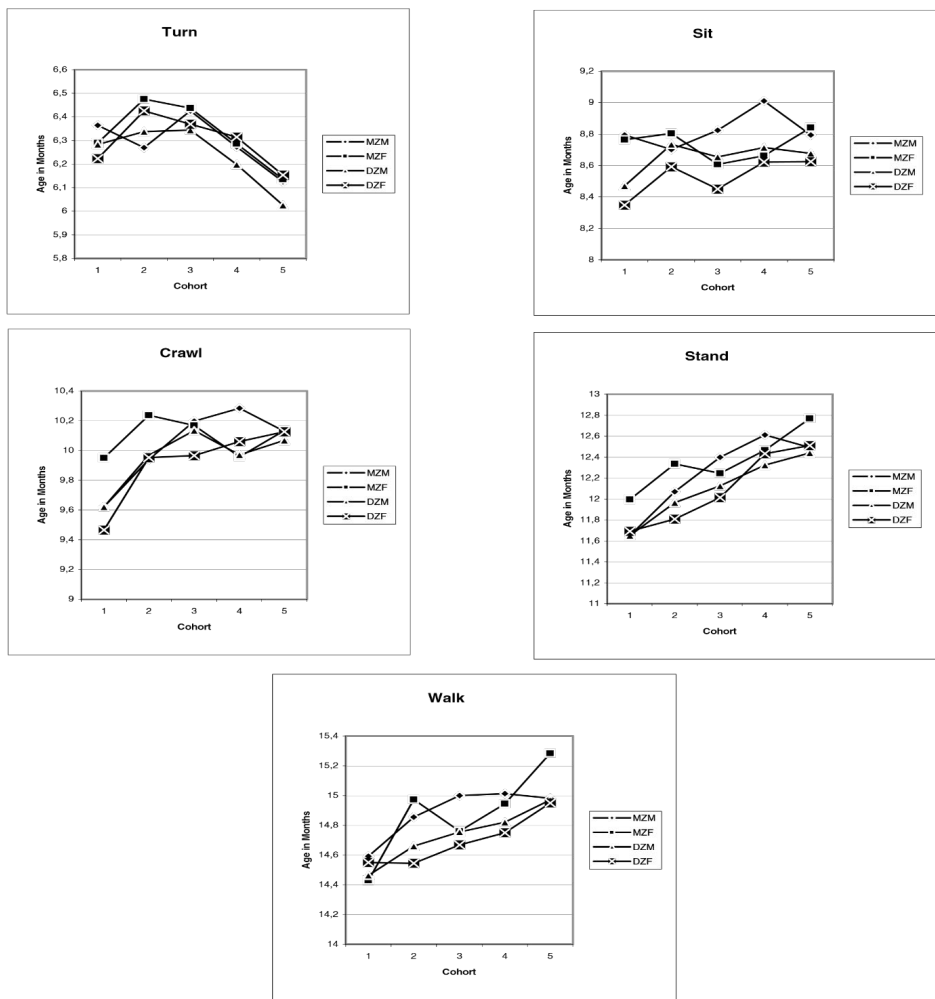 Turn
Age in Months
6,6
6,5
6,4
6,3
6,2
6,1
6
5,9
5,8
1 2 3 4 5
Cohort
MZM
MZF
DZM
DZF
Sit
Age in Months
9,2
9
8,8
8,6
8,4
8,2
8
1 2 3 4 5
Cohort
MZM
MZF
DZM
DZF
Crawl
Age in Months
10,4
10,2
10
9,8
9,6
9,4
9,2
9
1 2 3 4 5
Cohort
MZM
MZF
DZM
DZF
Stand
Age in Months
13
12,8
12,6
12,4
12,2
12
11,8
11,6
11,4
11,2
11
1 2 3 4 5
Cohort
MZM
MZF
DZM
DZF
Walk
Age in Months
15,4
15,2
15
14,8
14,6
14,4
14,2
14
1 2 3 4 5
Cohort
MZM
MZF
DZM
DZF